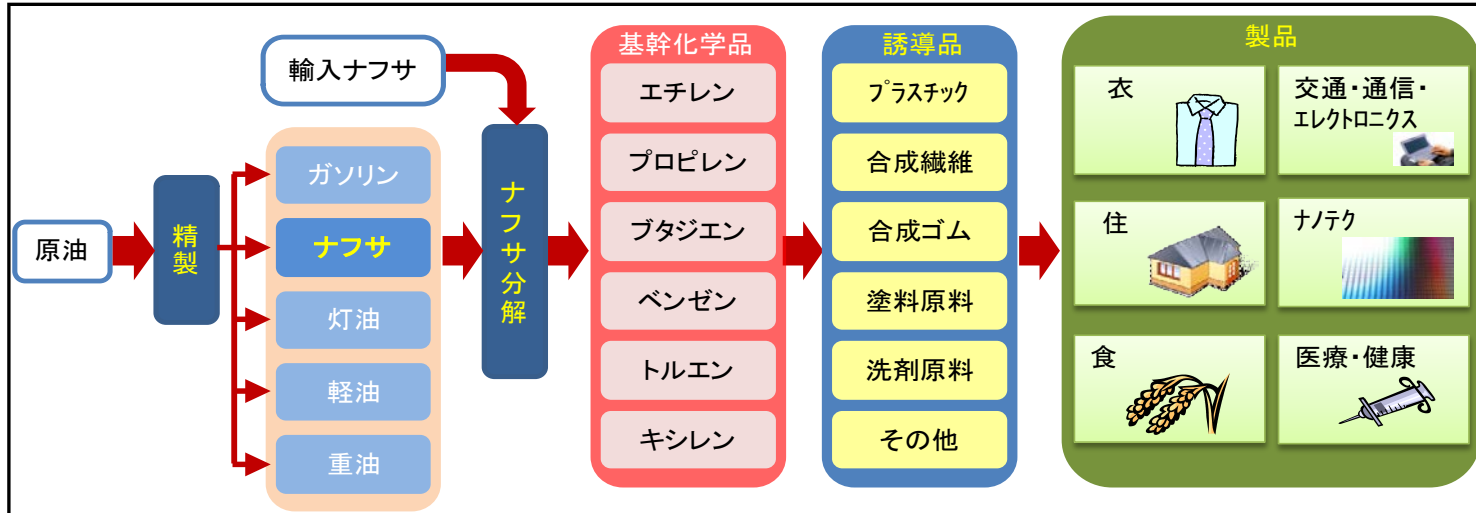 原油
精製
輸入ナフサ
ガソリン
ナフサ
灯油
軽油
重油
ナフサ分解
基幹化学品
エチレン
プロピレン
ブタジエン
ベンゼン
トルエン
キシレン
誘導品
プラスチック
合成繊維
合成ゴム
塗料原料
洗剤原料
その他
製品
衣
交通・通信・
エレクトロニクス
住
ナノテク
食
医療・健康